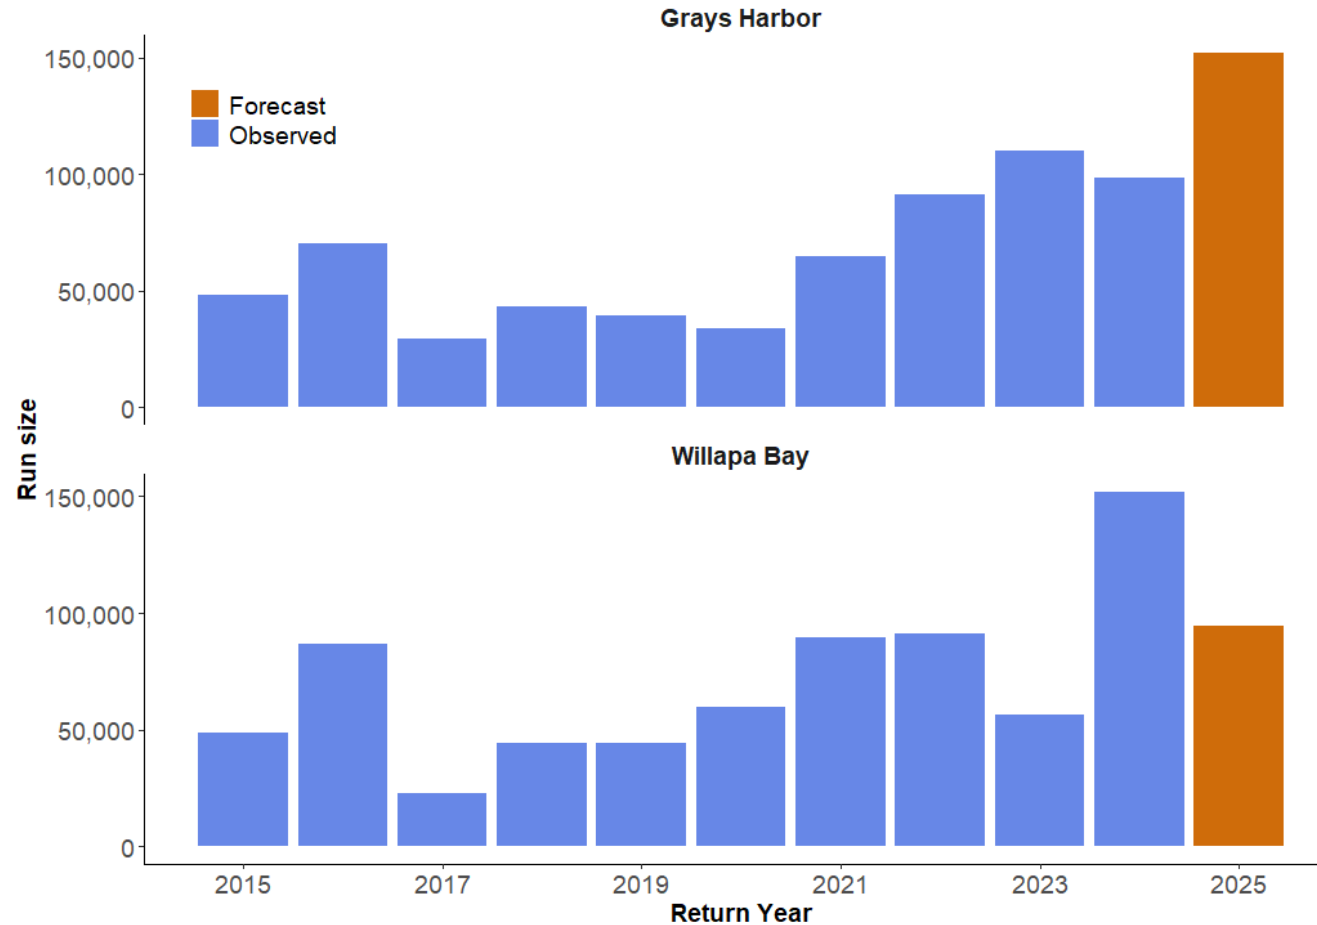 Grays Harbor
150,000
100,000
50,000
0
Forecast
Observed
Run size
Willapa Bay
150,000
100,000
50,000
0
2015 2017 2019 2021 2023 2025
Return Year